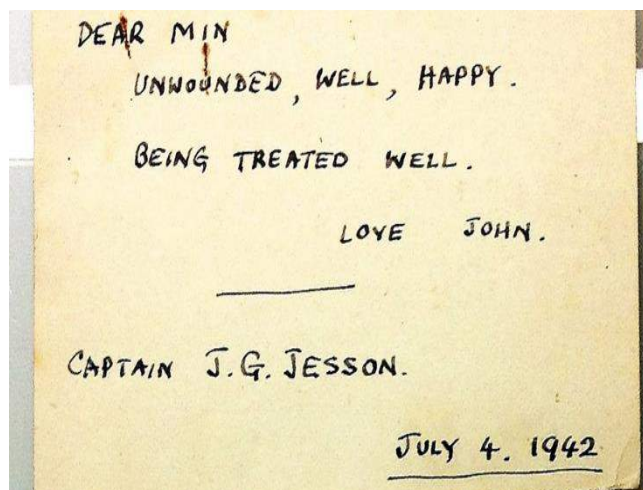 DEAR MIN
UNWOUNDED, WELL, HAPPY.
BEING TREATED WELL.
LOVE JOHN.
CAPTAIN J.G. JESSON.
JULY 4. 1942